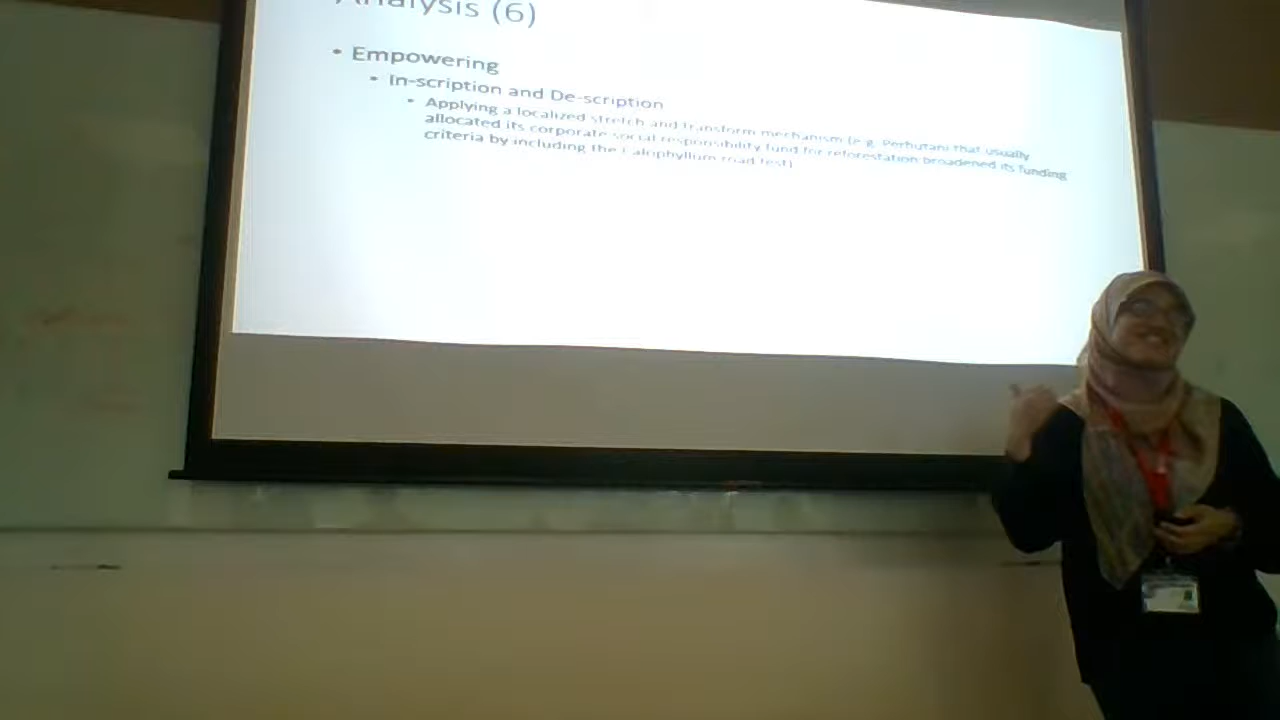 Analysis (6)
• Empowering
• In-scription and De-scription
• Applying a localized stretch and transform mechanism (e.g. Perhutani that usually
allocated its corporate social responsibility fund for reforestation broadened its funding
criteria by including the Calophyllum road test)